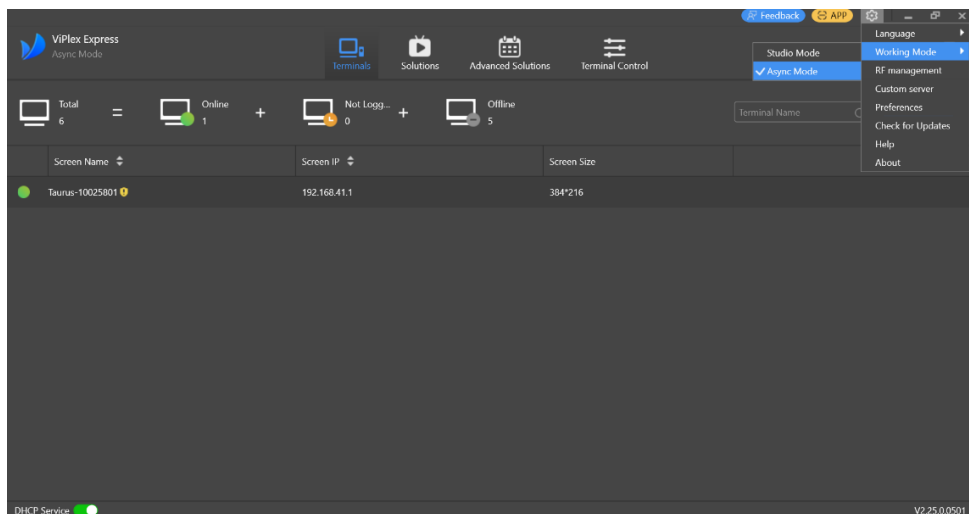 Feedback APP
ViPlex Express
Async Mode
Terminals Solutions Advanced Solutions Terminal Control
Language
Working Mode
RF management
Custom server
Preferences
Check for Updates
Help
About
Studio Mode
Async Mode
Total
6
=
Online
1
+
Not Logg...
0
+
Offline
5
Terminal Name
Screen Name Screen IP Screen Size
Taurus-10025801 192.168.41.1 384*216
DHCP Service V2.25.0.0501